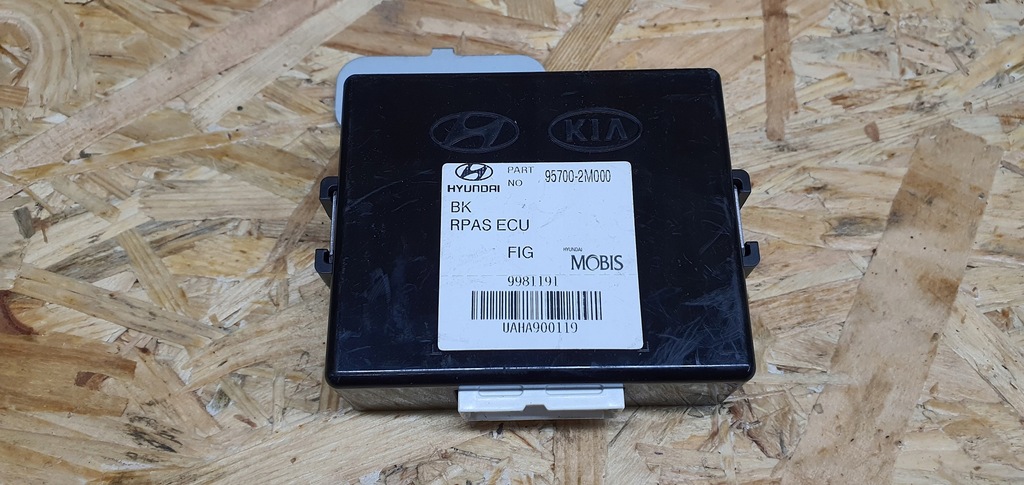 KIA
HYUNDAI
PART NO 95700-2M000
BK
RPAS ECU
FIG
HYUNDAI
MOBIS
9981191
UAHA900119